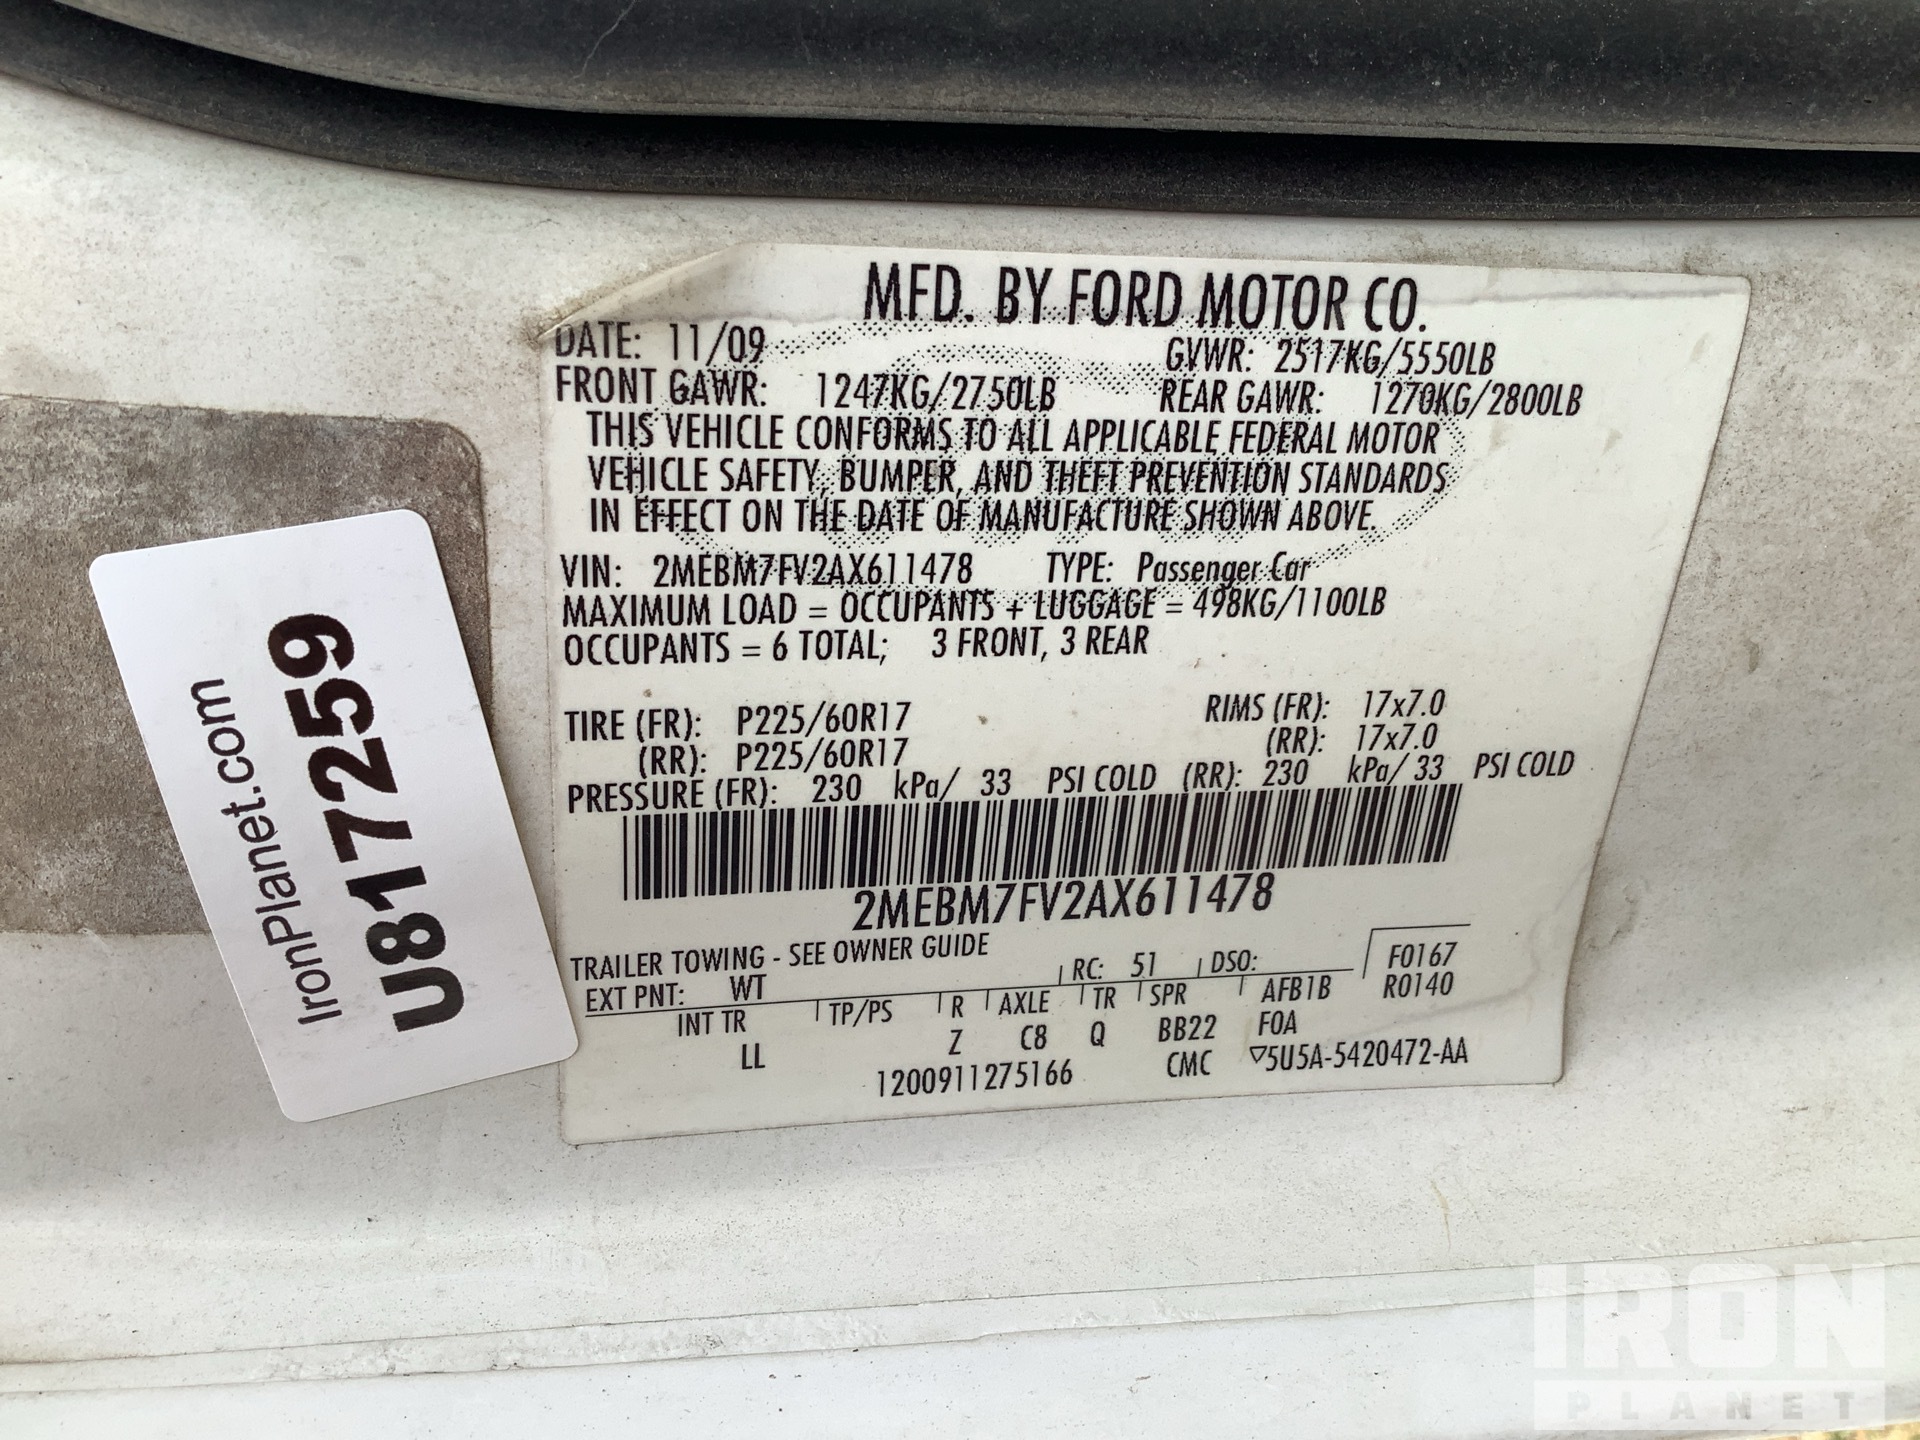 MFD. BY FORD MOTOR CO.
DATE: 11/09 GVWR: 2517KG/5550LB
FRONT GAWR: 1247KG/2750LB REAR GAWR: 1270KG/2800LB
THIS VEHICLE CONFORMS TO ALL APPLICABLE FEDERAL MOTOR
VEHICLE SAFETY, BUMPER, AND THEFT PREVENTION STANDARDS
IN EFFECT ON THE DATE OF MANUFACTURE SHOWN ABOVE.
VIN: 2MEBM7FV2AX611478 TYPE: Passenger Car
MAXIMUM LOAD = OCCUPANTS + LUGGAGE = 498KG/1100LB
OCCUPANTS = 6 TOTAL; 3 FRONT, 3 REAR
TIRE (FR): P225/60R17 RIMS (FR): 17x7.0
(RR): P225/60R17 (RR): 17x7.0
PRESSURE (FR): 230 kPa/ 33 PSI COLD (RR): 230 kPa/ 33 PSI COLD
2MEBM7FV2AX611478
TRAILER TOWING - SEE OWNER GUIDE
EXT PNT: WT RC: 51 DSO: F0167
INT TR TP/PS R AXLE TR SPR AFB1B R0140
LL Z C8 Q BB22 F0A
1200911275166 CMC ▽5U5A-5420472-AA
IronPlanet.com
U817259
IRON
PLANET